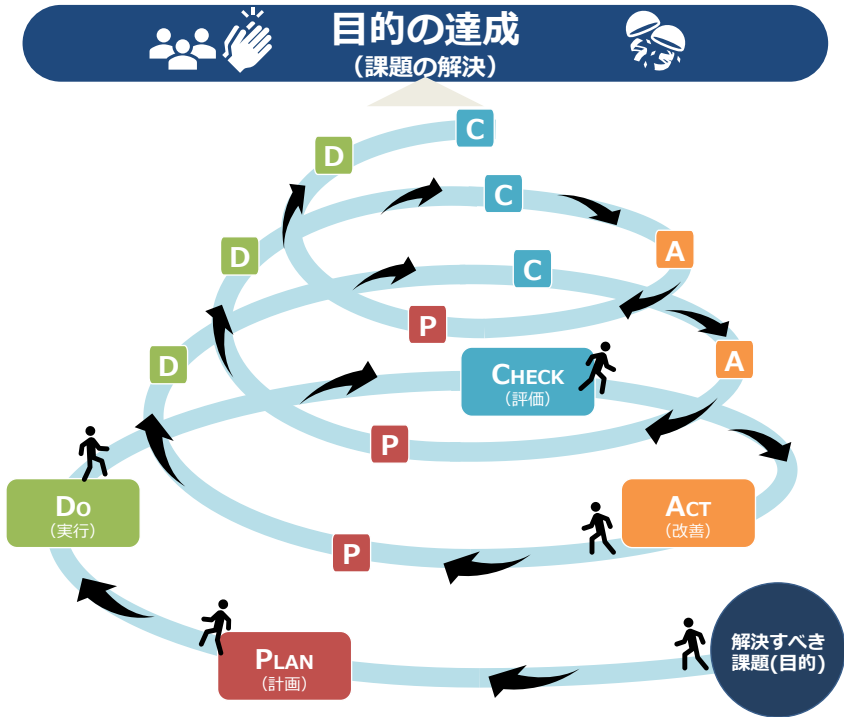 目的の達成
（課題の解決）
C
D
C
D
A
C
P
D
A
CHECK
（評価）
P
DO
（実行）
ACT
（改善）
P
解決すべき
課題(目的)
PLAN
（計画）